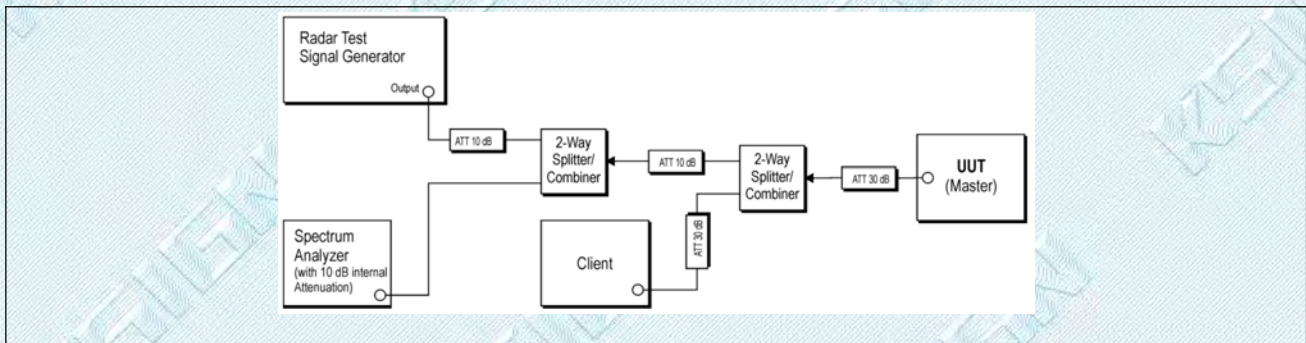 Radar Test
Signal Generator
Output
ATT 10 dB
2-Way
Splitter/
Combiner
ATT 10 dB
2-Way
Splitter/
Combiner
ATT 30 dB
UUT
(Master)
Spectrum
Analyzer
(with 10 dB internal
Attenuation)
Client
ATT 30 dB